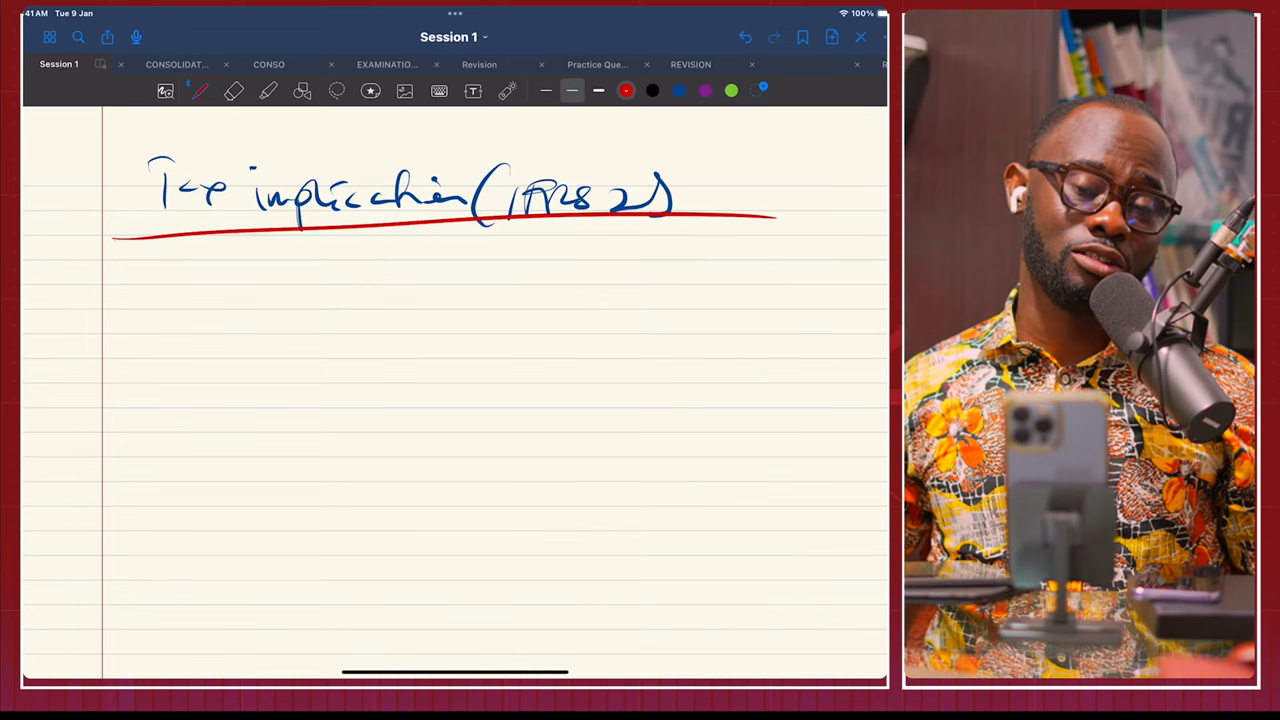 :41 AM Tue 9 Jan
100%
Session 1
Session 1
CONSOLIDAT...
CONSO
EXAMINATIO...
Revision
Practice Que...
REVISION
Tax implication (IFRS 2)